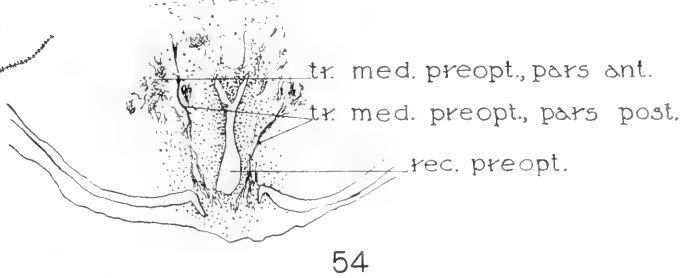 tr. med. preopt., pars ant.
tr. med. preopt., pars post.
rec. preopt.
54